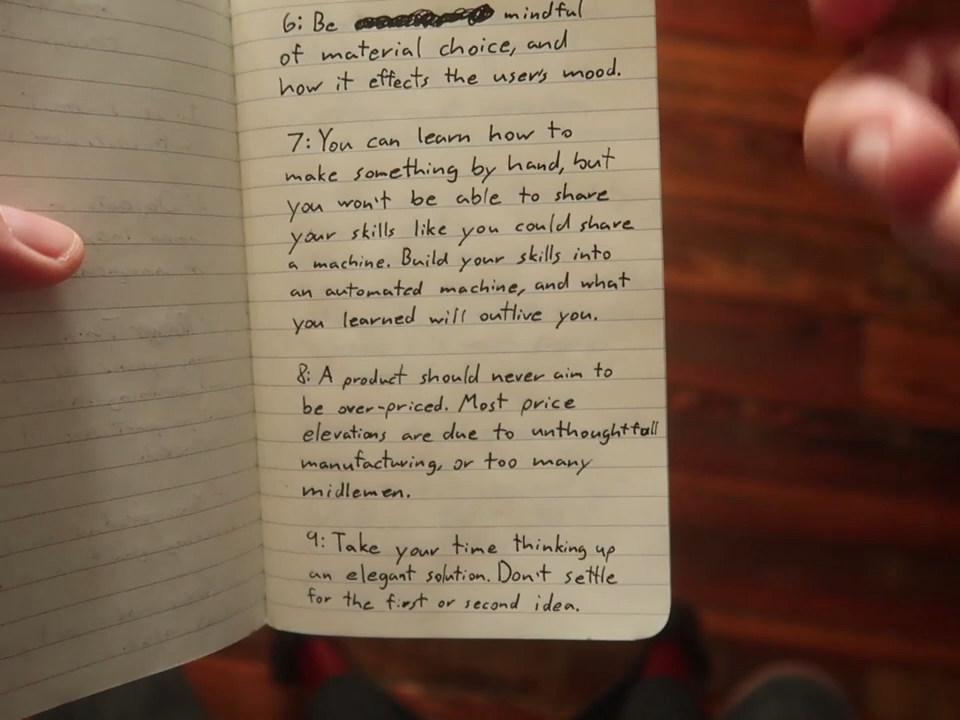 6: Be mindful
of material choice, and
how it effects the user's mood.
7: You can learn how to
make something by hand, but
you won't be able to share
your skills like you could share
a machine. Build your skills into
an automated machine, and what
you learned will outlive you.
8: A product should never aim to
be over-priced. Most price
elevations are due to unthoughtfull
manufacturing, or too many
midlemen.
9: Take your time thinking up
an elegant solution. Don't settle
for the first or second idea.